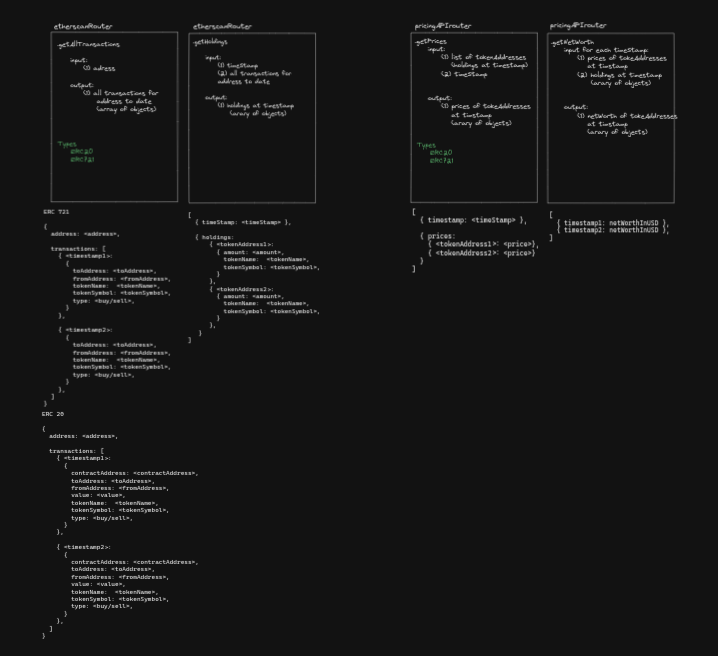 etherscanRouter
.getAllTransactions
input:
(1) adress
output:
(1) all transactions for
address to date
(array of objects)
Types
ERC20
ERC721
etherscanRouter
.getHoldings
input:
(1) timeStamp
(2) all transactions for
address to date
output:
(1) holdings at timestamp
(arary of objects)
pricingAPIrouter
.getPrices
input:
(1) list of tokenAddresses
(holdings at timestamp)
(2) timeStamp
output:
(1) prices of tokeAddresses
at timStamp
(arary of objects)
Types
ERC20
ERC721
pricingAPIrouter
.getNetWorth
input for each timeStamp:
(1) prices of tokeAddresses
at timStamp
(2) holdings at timestamp
(arary of objects)
output:
(1) netWorth of tokeAddresses
at timStamp
(arary of objects)
ERC 721
{
address: <address>,
transactions: [
{ <timestamp1>:
{
toAddress: <toAddress>,
fromAddress: <fromAddress>,
tokenName: <tokenName>,
tokenSymbol: <tokenSymbol>,
type: <buy/sell>,
}
},
{ <timestamp2>:
{
toAddress: <toAddress>,
fromAddress: <fromAddress>,
tokenName: <tokenName>,
tokenSymbol: <tokenSymbol>,
type: <buy/sell>,
}
},
]
}
ERC 20
{
address: <address>,
transactions: [
{ <timestamp1>:
{
contractAddress: <contractAddress>,
toAddress: <toAddress>,
fromAddress: <fromAddress>,
value: <value>,
tokenName: <tokenName>,
tokenSymbol: <tokenSymbol>,
type: <buy/sell>,
}
},
{ <timestamp2>:
{
contractAddress: <contractAddress>,
toAddress: <toAddress>,
fromAddress: <fromAddress>,
value: <value>,
tokenName: <tokenName>,
tokenSymbol: <tokenSymbol>,
type: <buy/sell>,
}
},
]
}
[
{ timeStamp: <timeStamp> },
{ holdings:
{ <tokenAddress1>:
{ amount: <amount>,
tokenName: <tokenName>,
tokenSymbol: <tokenSymbol>,
}
},
{ <tokenAddress2>:
{ amount: <amount>,
tokenName: <tokenName>,
tokenSymbol: <tokenSymbol>,
}
},
}
]
[
{ timestamp: <timeStamp> },
{ prices:
{ <tokenAddress1>: <price>},
{ <tokenAddress2>: <price>}
}
]
[
{ timestamp1: netWorthInUSD },
{ timestamp2: netWorthInUSD },
]